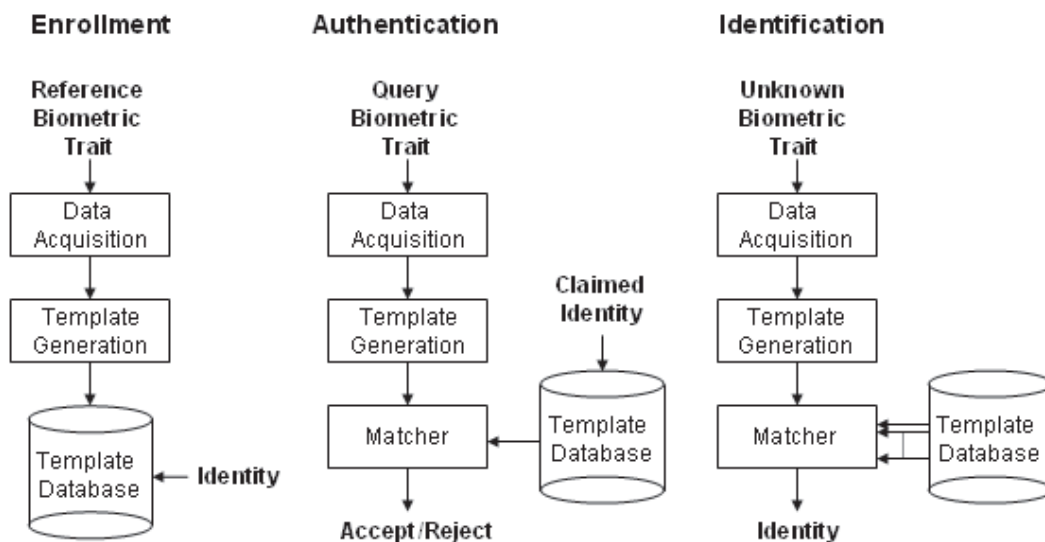 Enrollment
Reference
Biometric
Trait
Data
Acquisition
Template
Generation
Template
Database
Identity
Authentication
Query
Biometric
Trait
Data
Acquisition
Template
Generation
Claimed
Identity
Matcher
Template
Database
Accept/Reject
Identification
Unknown
Biometric
Trait
Data
Acquisition
Template
Generation
Matcher
Template
Database
Identity